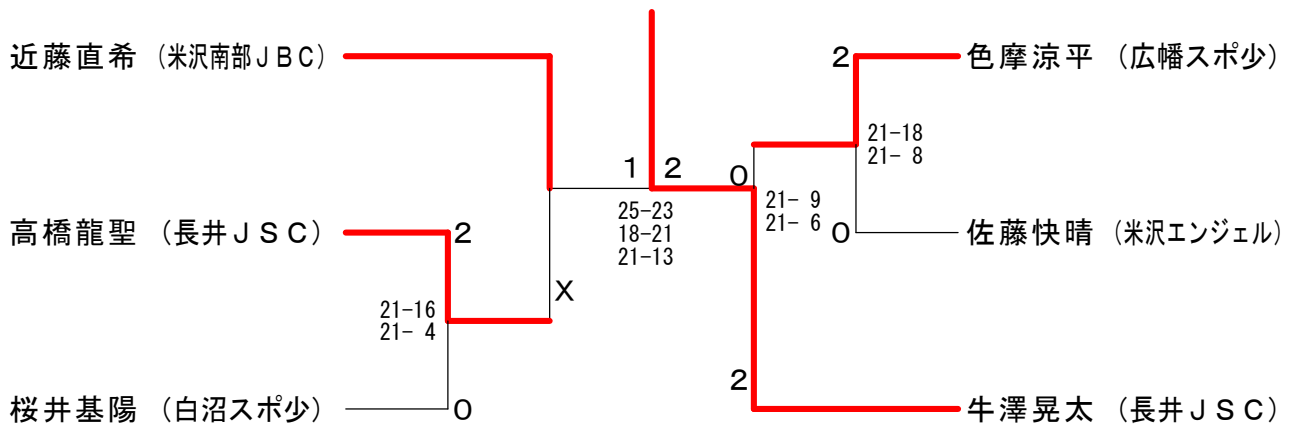 近藤直希（米沢南部ＪＢＣ）
高橋龍聖（長井ＪＳＣ）
2
21-16
21- 4
X
桜井基陽（白沼スポ少）
0
1 2
25-23
18-21
21-13
2
色摩涼平（広幡スポ少）
21-18
21- 8
0
21- 9
21- 6
0
佐藤快晴（米沢エンジェル）
2
牛澤晃太（長井ＪＳＣ）